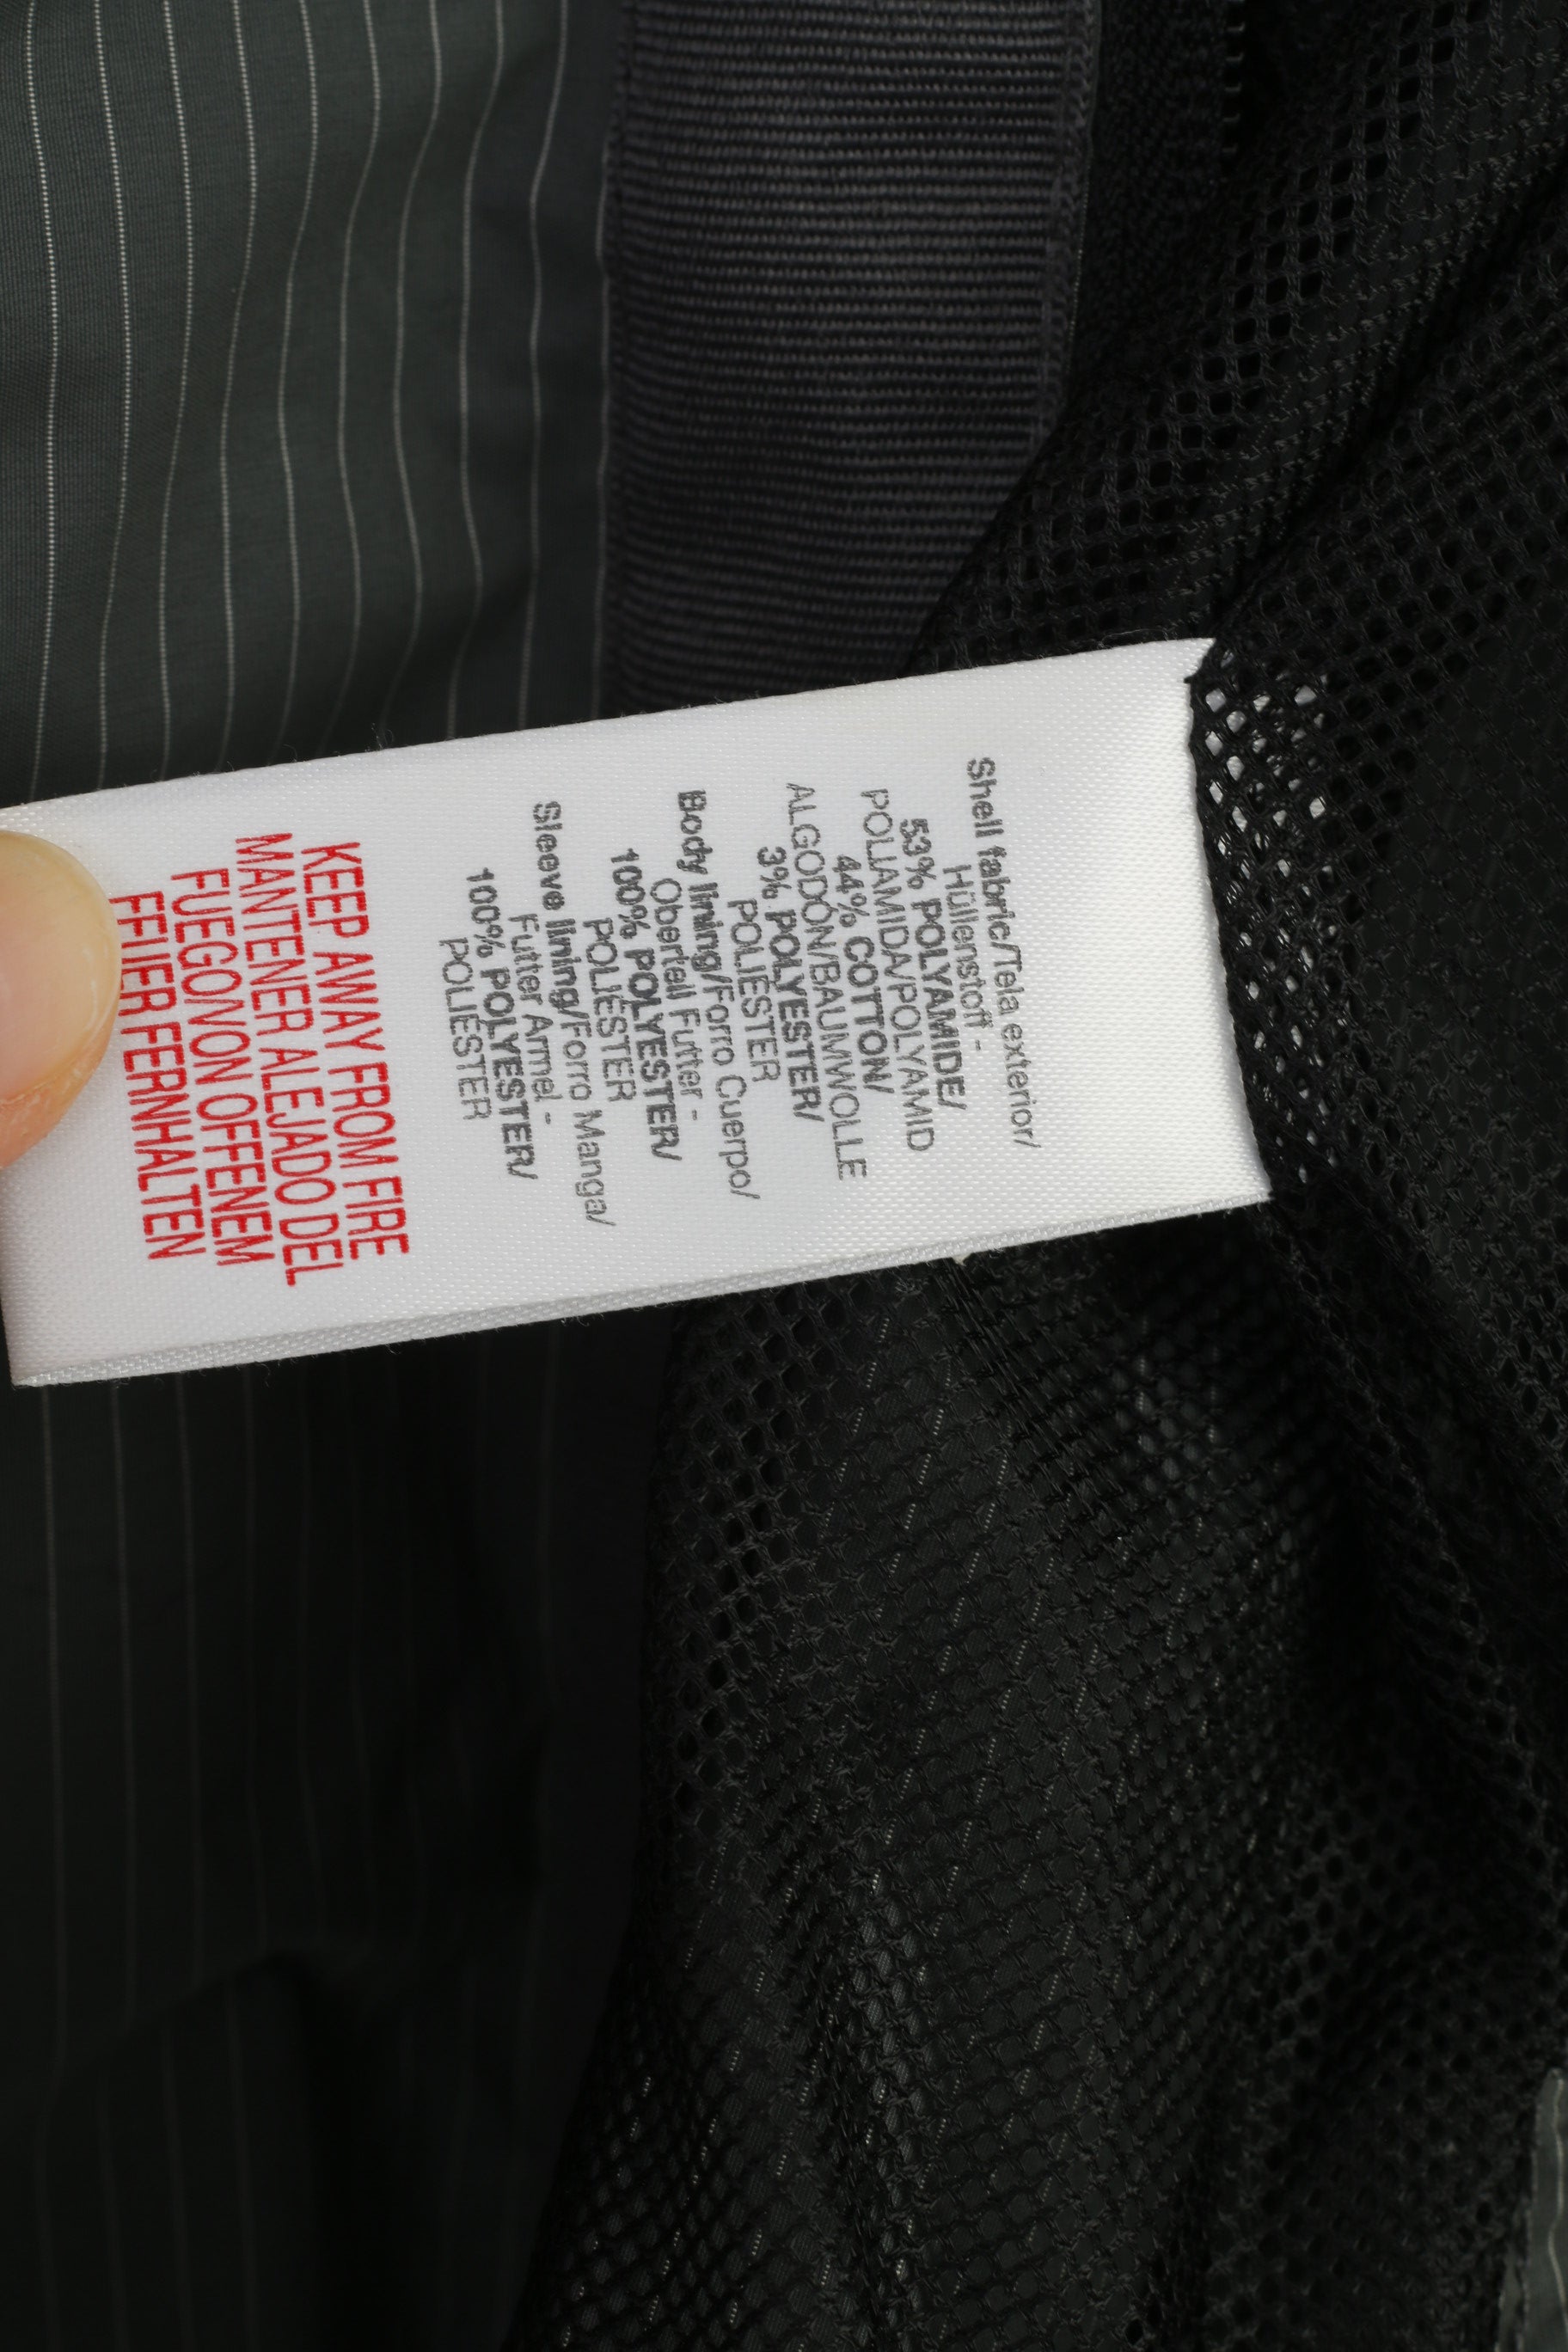 Shell fabric/Tela exterior/
Hüllenstoff -
53% POLYAMIDE/
POLIAMIDA/POLYAMID
44% COTTON/
ALGODÓN/BAUMWOLLE
3% POLYESTER/
POLIÉSTER
Body lining/Forro Cuerpo/
Oberteil Futter -
100% POLYESTER/
POLIÉSTER
Sleeve lining/Forro Manga/
Futter Ärmel -
100% POLYESTER/
POLIÉSTER
KEEP AWAY FROM FIRE
MANTENER ALEJADO DEL
FUEGO/VON OFFENEM
FFUER FERNHALTEN